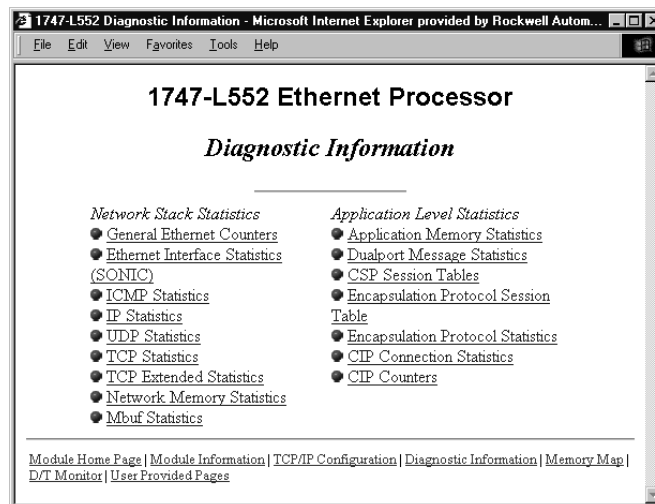 1747-L552 Diagnostic Information - Microsoft Internet Explorer provided by Rockwell Autom...
File Edit View Favorites Tools Help
1747-L552 Ethernet Processor
Diagnostic Information
Network Stack Statistics
General Ethernet Counters
Ethernet Interface Statistics
(SONIC)
ICMP Statistics
IP Statistics
UDP Statistics
TCP Statistics
TCP Extended Statistics
Network Memory Statistics
Mbuf Statistics
Application Level Statistics
Application Memory Statistics
Dualport Message Statistics
CSP Session Tables
Encapsulation Protocol Session
Table
Encapsulation Protocol Statistics
CIP Connection Statistics
CIP Counters
Module Home Page | Module Information | TCP/IP Configuration | Diagnostic Information | Memory Map |
D/T Monitor | User Provided Pages